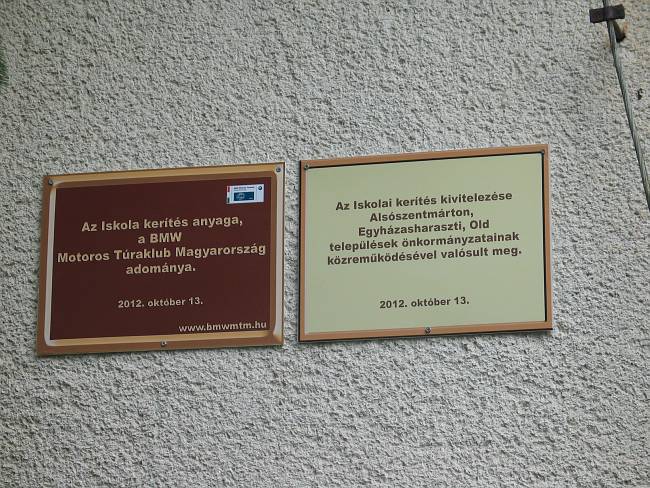 Az Iskola kerítés anyaga,
a BMW
Motoros Túraklub Magyarország
adománya.
2012. október 13.
www.bmwmtm.hu
Az Iskolai kerítés kivitelezése
Alsószentmárton,
Egyházasharaszti, Old
települések önkormányzatainak
közreműködésével valósult meg.
2012. október 13.